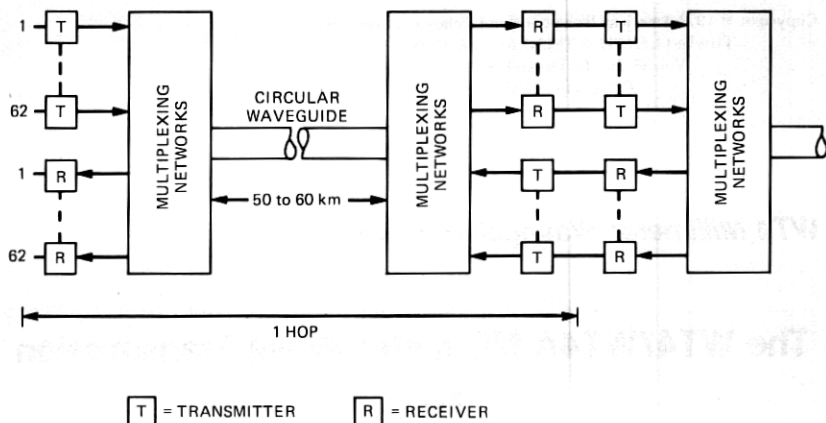 1
T
R
T
62
T
R
T
CIRCULAR
WAVEGUIDE
MULTIPLEXING
NETWORKS
MULTIPLEXING
NETWORKS
MULTIPLEXING
NETWORKS
1
R
T
R
50 to 60 km
62
R
T
R
1 HOP
T = TRANSMITTER
R = RECEIVER